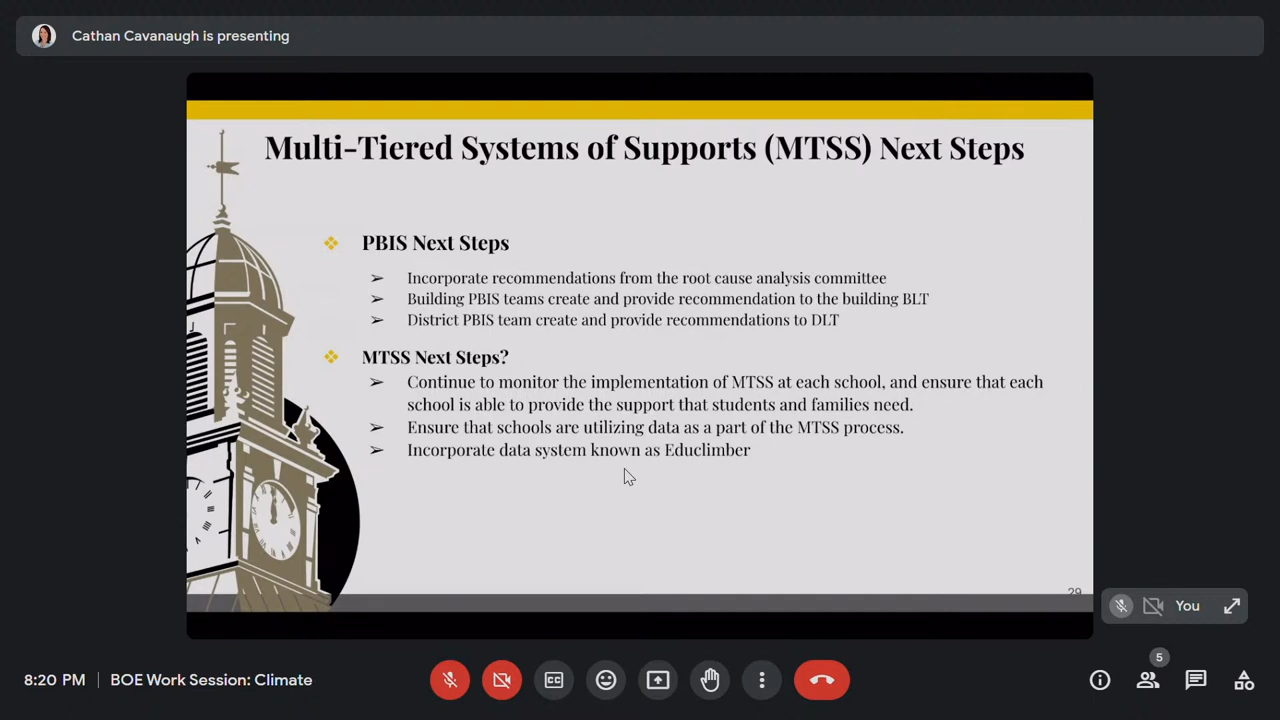 Cathan Cavanaugh is presenting
Multi-Tiered Systems of Supports (MTSS) Next Steps
PBIS Next Steps
Incorporate recommendations from the root cause analysis committee
Building PBIS teams create and provide recommendation to the building BLT
District PBIS team create and provide recommendations to DLT
MTSS Next Steps?
Continue to monitor the implementation of MTSS at each school, and ensure that each
school is able to provide the support that students and families need.
Ensure that schools are utilizing data as a part of the MTSS process.
Incorporate data system known as Educlimber
29
You
8:20 PM | BOE Work Session: Climate
5